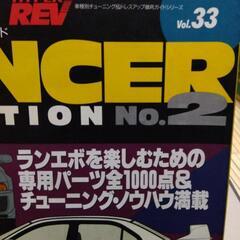 REV
車種別チューニング&ドレスアップ徹底ガイドシリーズ
Vol.33
ド
NCER
TION No.2
ランエボを楽しむための
専用パーツ全1000点&
チューニング・ノウハウ満載